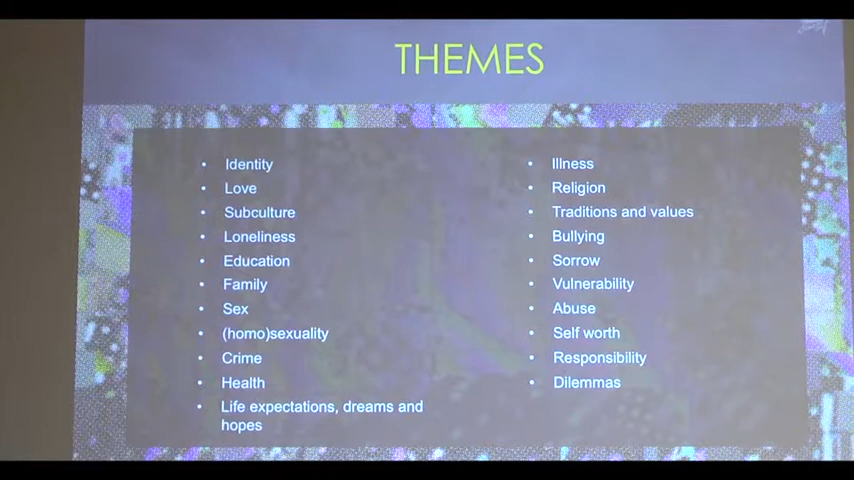 THEMES
• Identity
• Love
• Subculture
• Loneliness
• Education
• Family
• Sex
• (homo)sexuality
• Crime
• Health
• Life expectations, dreams and
hopes
• Illness
• Religion
• Traditions and values
• Bullying
• Sorrow
• Vulnerability
• Abuse
• Self worth
• Responsibility
• Dilemmas